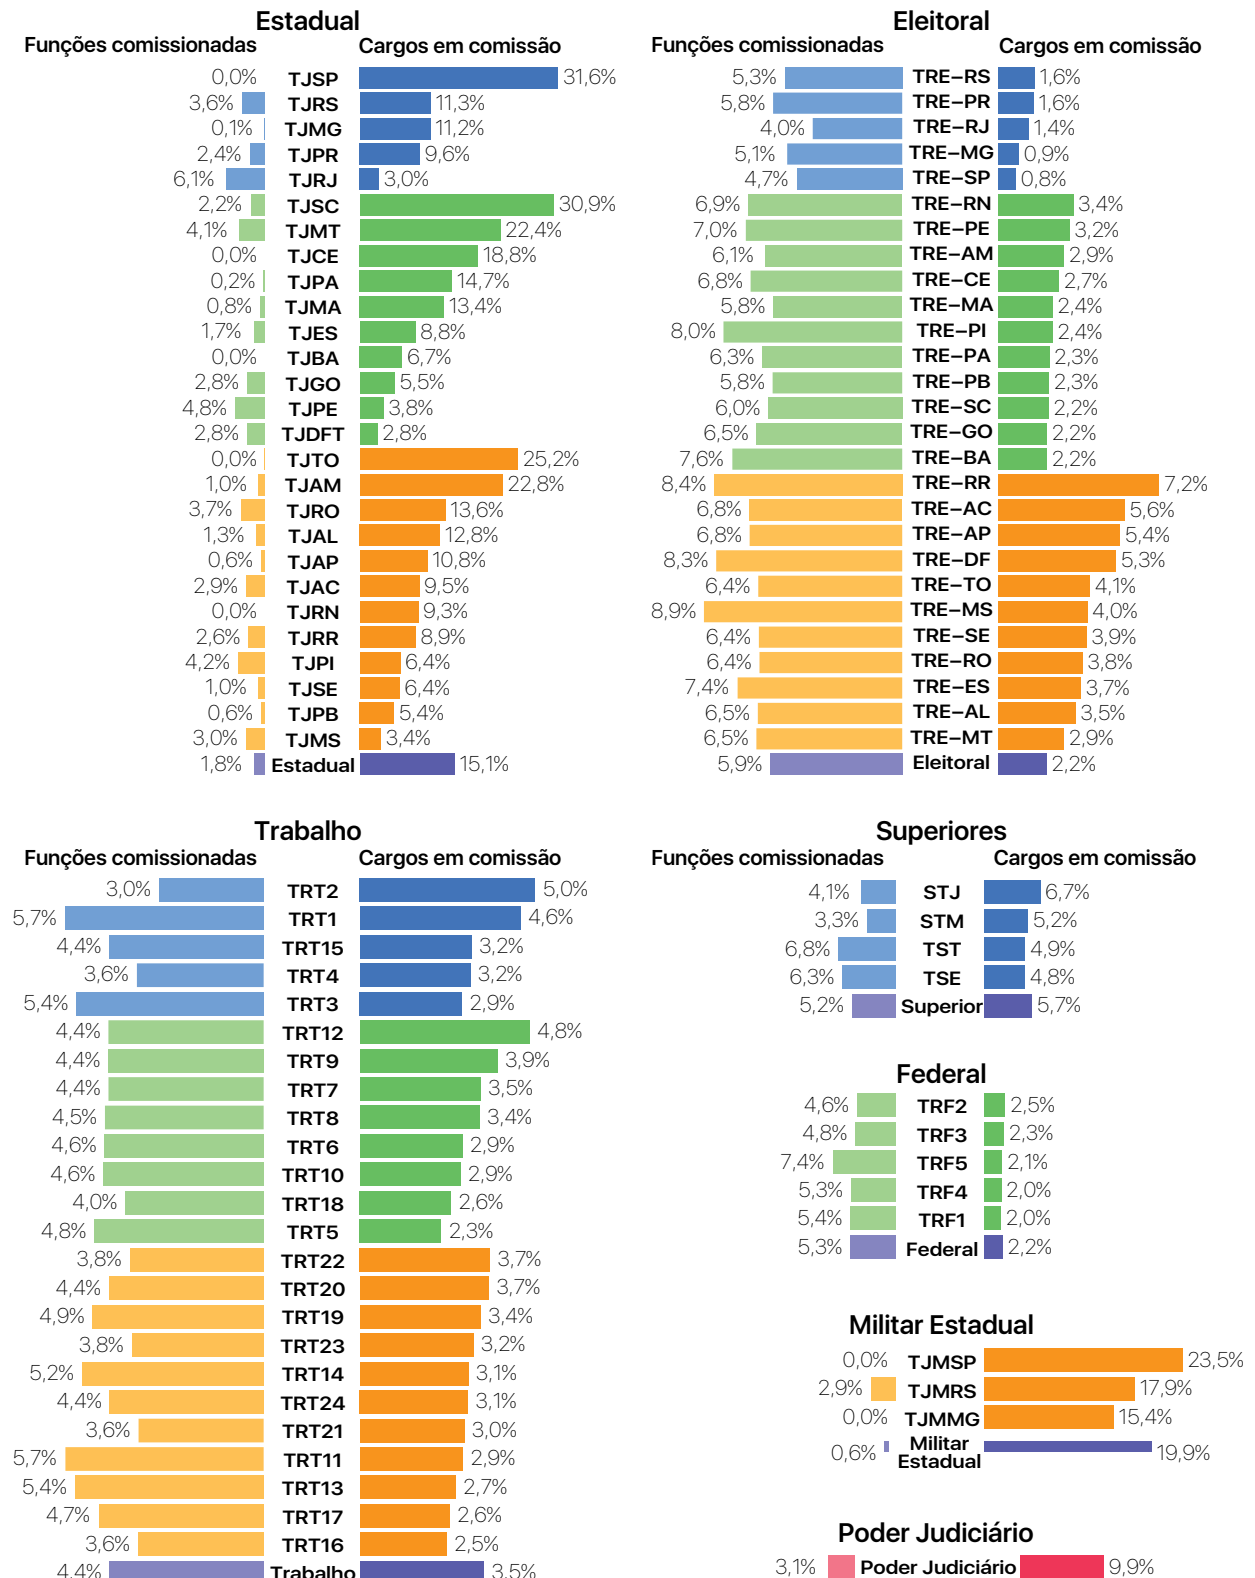 Estadual
Funções comissionadas Cargos em comissão
0,0% TJSP 31,6%
3,6% TJRS 11,3%
0,1% TJMG 11,2%
2,4% TJPR 9,6%
6,1% TJRJ 3,0%
2,2% TJSC 30,9%
4,1% TJMT 22,4%
0,0% TJCE 18,8%
0,2% TJPA 14,7%
0,8% TJMA 13,4%
1,7% TJES 8,8%
0,0% TJBA 6,7%
2,8% TJGO 5,5%
4,8% TJPE 3,8%
2,8% TJDFT 2,8%
0,0% TJTO 25,2%
1,0% TJAM 22,8%
3,7% TJRO 13,6%
1,3% TJAL 12,8%
0,6% TJAP 10,8%
2,9% TJAC 9,5%
0,0% TJRN 9,3%
2,6% TJRR 8,9%
4,2% TJPI 6,4%
1,0% TJSE 6,4%
0,6% TJPB 5,4%
3,0% TJMS 3,4%
1,8% Estadual 15,1%
Eleitoral
Funções comissionadas Cargos em comissão
5,3% TRE–RS 1,6%
5,8% TRE–PR 1,6%
4,0% TRE–RJ 1,4%
5,1% TRE–MG 0,9%
4,7% TRE–SP 0,8%
6,9% TRE–RN 3,4%
7,0% TRE–PE 3,2%
6,1% TRE–AM 2,9%
6,8% TRE–CE 2,7%
5,8% TRE–MA 2,4%
8,0% TRE–PI 2,4%
6,3% TRE–PA 2,3%
5,8% TRE–PB 2,3%
6,0% TRE–SC 2,2%
6,5% TRE–GO 2,2%
7,6% TRE–BA 2,2%
8,4% TRE–RR 7,2%
6,8% TRE–AC 5,6%
6,8% TRE–AP 5,4%
8,3% TRE–DF 5,3%
6,4% TRE–TO 4,1%
8,9% TRE–MS 4,0%
6,4% TRE–SE 3,9%
6,4% TRE–RO 3,8%
7,4% TRE–ES 3,7%
6,5% TRE–AL 3,5%
6,5% TRE–MT 2,9%
5,9% Eleitoral 2,2%
Trabalho
Funções comissionadas Cargos em comissão
3,0% TRT2 5,0%
5,7% TRT1 4,6%
4,4% TRT15 3,2%
3,6% TRT4 3,2%
5,4% TRT3 2,9%
4,4% TRT12 4,8%
4,4% TRT9 3,9%
4,4% TRT7 3,5%
4,5% TRT8 3,4%
4,6% TRT6 2,9%
4,6% TRT10 2,9%
4,0% TRT18 2,6%
4,8% TRT5 2,3%
3,8% TRT22 3,7%
4,4% TRT20 3,7%
4,9% TRT19 3,4%
3,8% TRT23 3,2%
5,2% TRT14 3,1%
4,4% TRT24 3,1%
3,6% TRT21 3,0%
5,7% TRT11 2,9%
5,4% TRT13 2,7%
4,7% TRT17 2,6%
3,6% TRT16 2,5%
4,4% Trabalho 3,5%
Superiores
Funções comissionadas Cargos em comissão
4,1% STJ 6,7%
3,3% STM 5,2%
6,8% TST 4,9%
6,3% TSE 4,8%
5,2% Superior 5,7%
Federal
4,6% TRF2 2,5%
4,8% TRF3 2,3%
7,4% TRF5 2,1%
5,3% TRF4 2,0%
5,4% TRF1 2,0%
5,3% Federal 2,2%
Militar Estadual
0,0% TJMSP 23,5%
2,9% TJMRS 17,9%
0,0% TJMMG 15,4%
0,6% Militar 19,9%
Estadual
Poder Judiciário
3,1% Poder Judiciário 9,9%